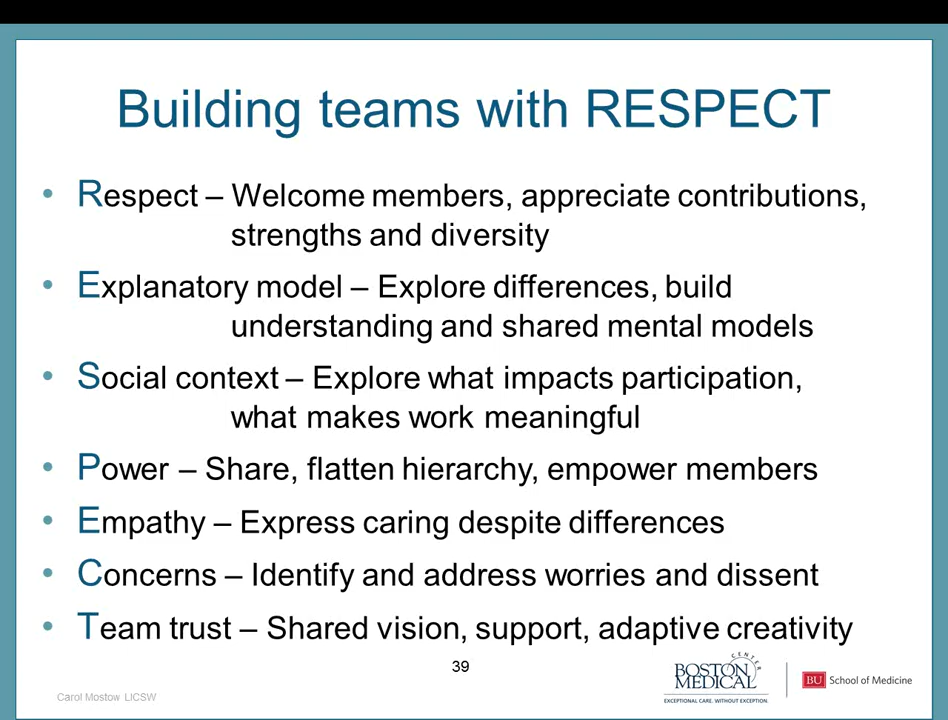 Building teams with RESPECT
• Respect – Welcome members, appreciate contributions,
strengths and diversity
• Explanatory model – Explore differences, build
understanding and shared mental models
• Social context – Explore what impacts participation,
what makes work meaningful
• Power – Share, flatten hierarchy, empower members
• Empathy – Express caring despite differences
• Concerns – Identify and address worries and dissent
• Team trust – Shared vision, support, adaptive creativity
39
Carol Mostow LICSW
BOSTON
MEDICAL
CENTER
EXCEPTIONAL CARE. WITHOUT EXCEPTION.
BU School of Medicine